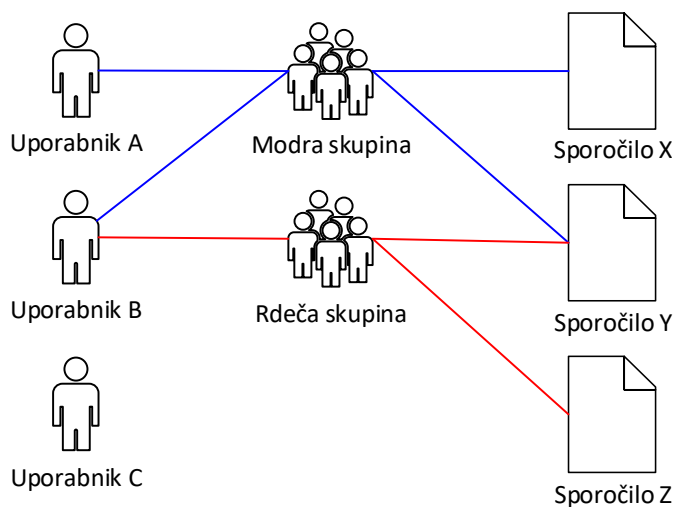 Uporabnik A
Modra skupina
Sporočilo X
Uporabnik B
Rdeča skupina
Sporočilo Y
Uporabnik C
Sporočilo Z